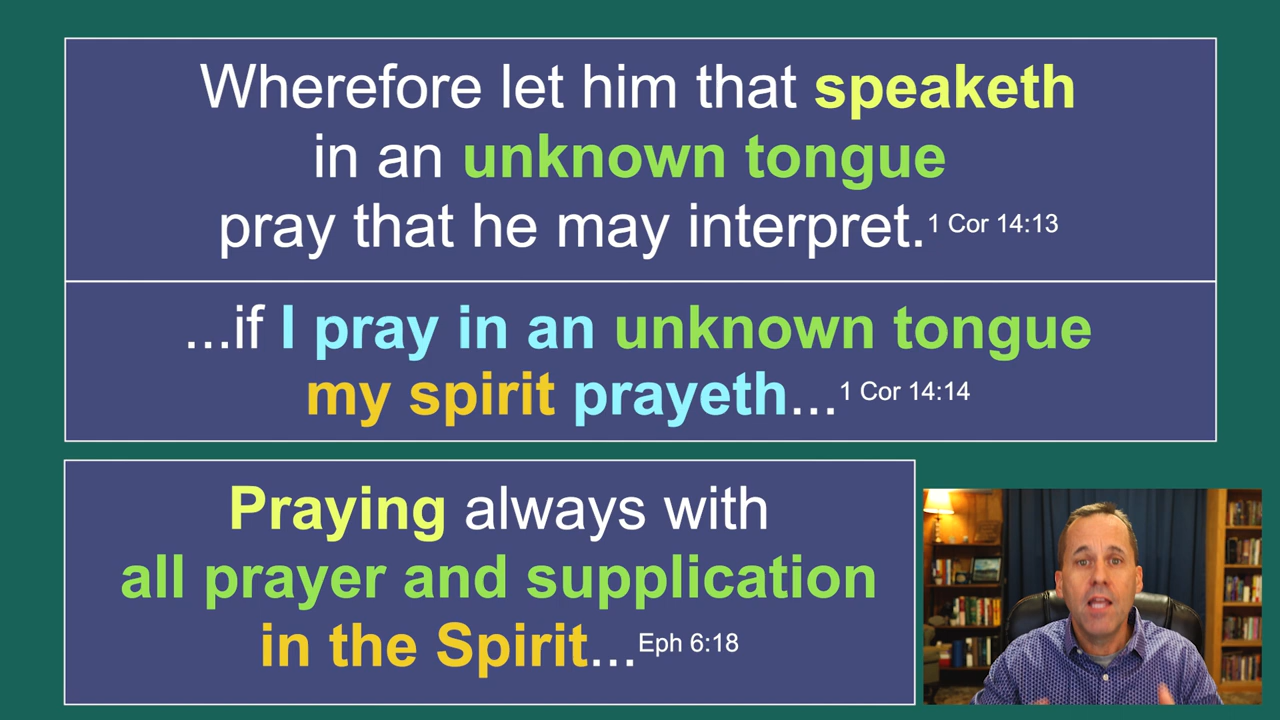 Wherefore let him that speaketh
in an unknown tongue
pray that he may interpret.1 Cor 14:13
...if I pray in an unknown tongue
my spirit prayeth...1 Cor 14:14
Praying always with
all prayer and supplication
in the Spirit...Eph 6:18